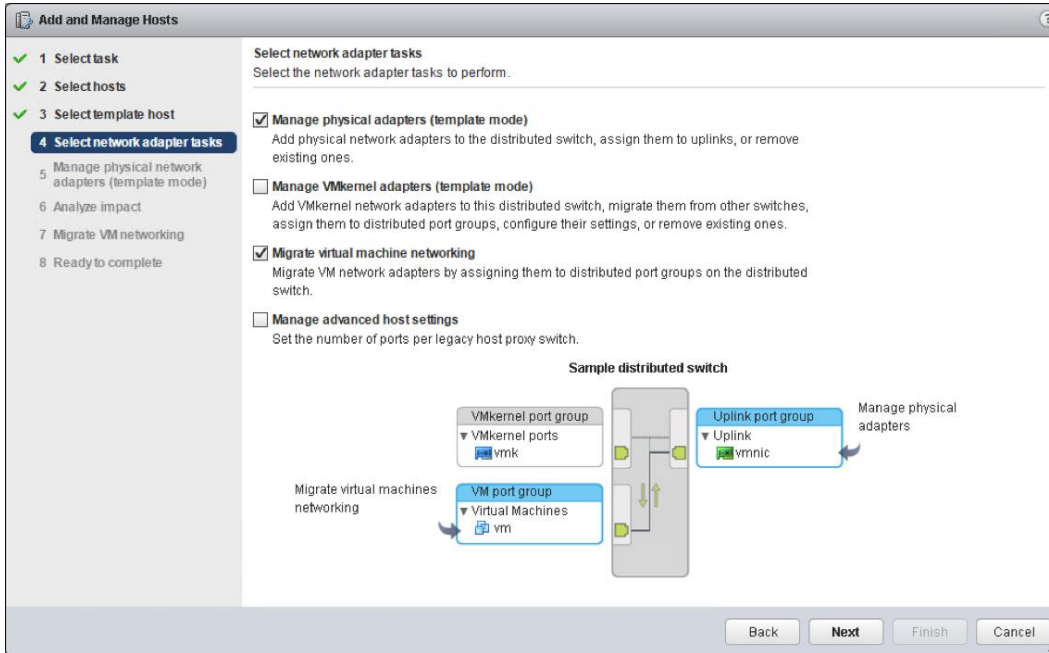 Add and Manage Hosts
?
1 Select task
2 Select hosts
3 Select template host
4 Select network adapter tasks
5 Manage physical network
adapters (template mode)
6 Analyze impact
7 Migrate VM networking
8 Ready to complete
Select network adapter tasks
Select the network adapter tasks to perform.
Manage physical adapters (template mode)
Add physical network adapters to the distributed switch, assign them to uplinks, or remove
existing ones.
Manage VMkernel adapters (template mode)
Add VMkernel network adapters to this distributed switch, migrate them from other switches,
assign them to distributed port groups, configure their settings, or remove existing ones.
Migrate virtual machine networking
Migrate VM network adapters by assigning them to distributed port groups on the distributed
switch.
Manage advanced host settings
Set the number of ports per legacy host proxy switch.
Sample distributed switch
VMkernel port group
VMkernel ports
vmk
Uplink port group
Uplink
vmnic
Manage physical
adapters
Migrate virtual machines
networking
VM port group
Virtual Machines
vm
Back
Next
Finish
Cancel